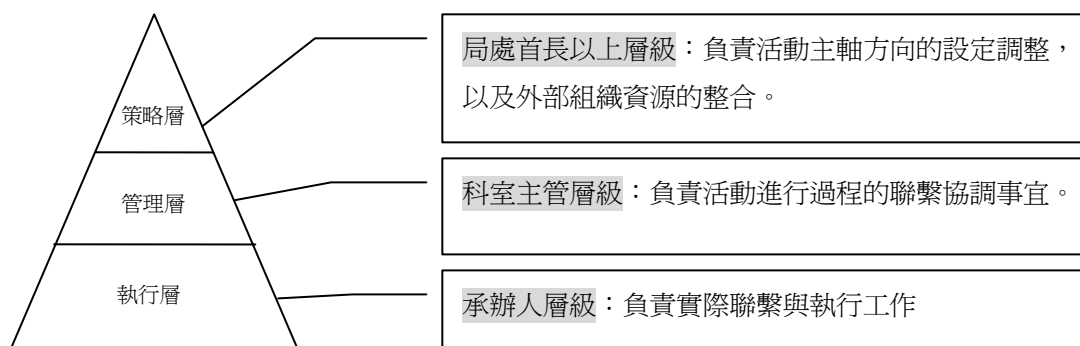 策略層
局處首長以上層級：負責活動主軸方向的設定調整，
以及外部組織資源的整合。
管理層
科室主管層級：負責活動進行過程的聯繫協調事宜。
執行層
承辦人層級：負責實際聯繫與執行工作